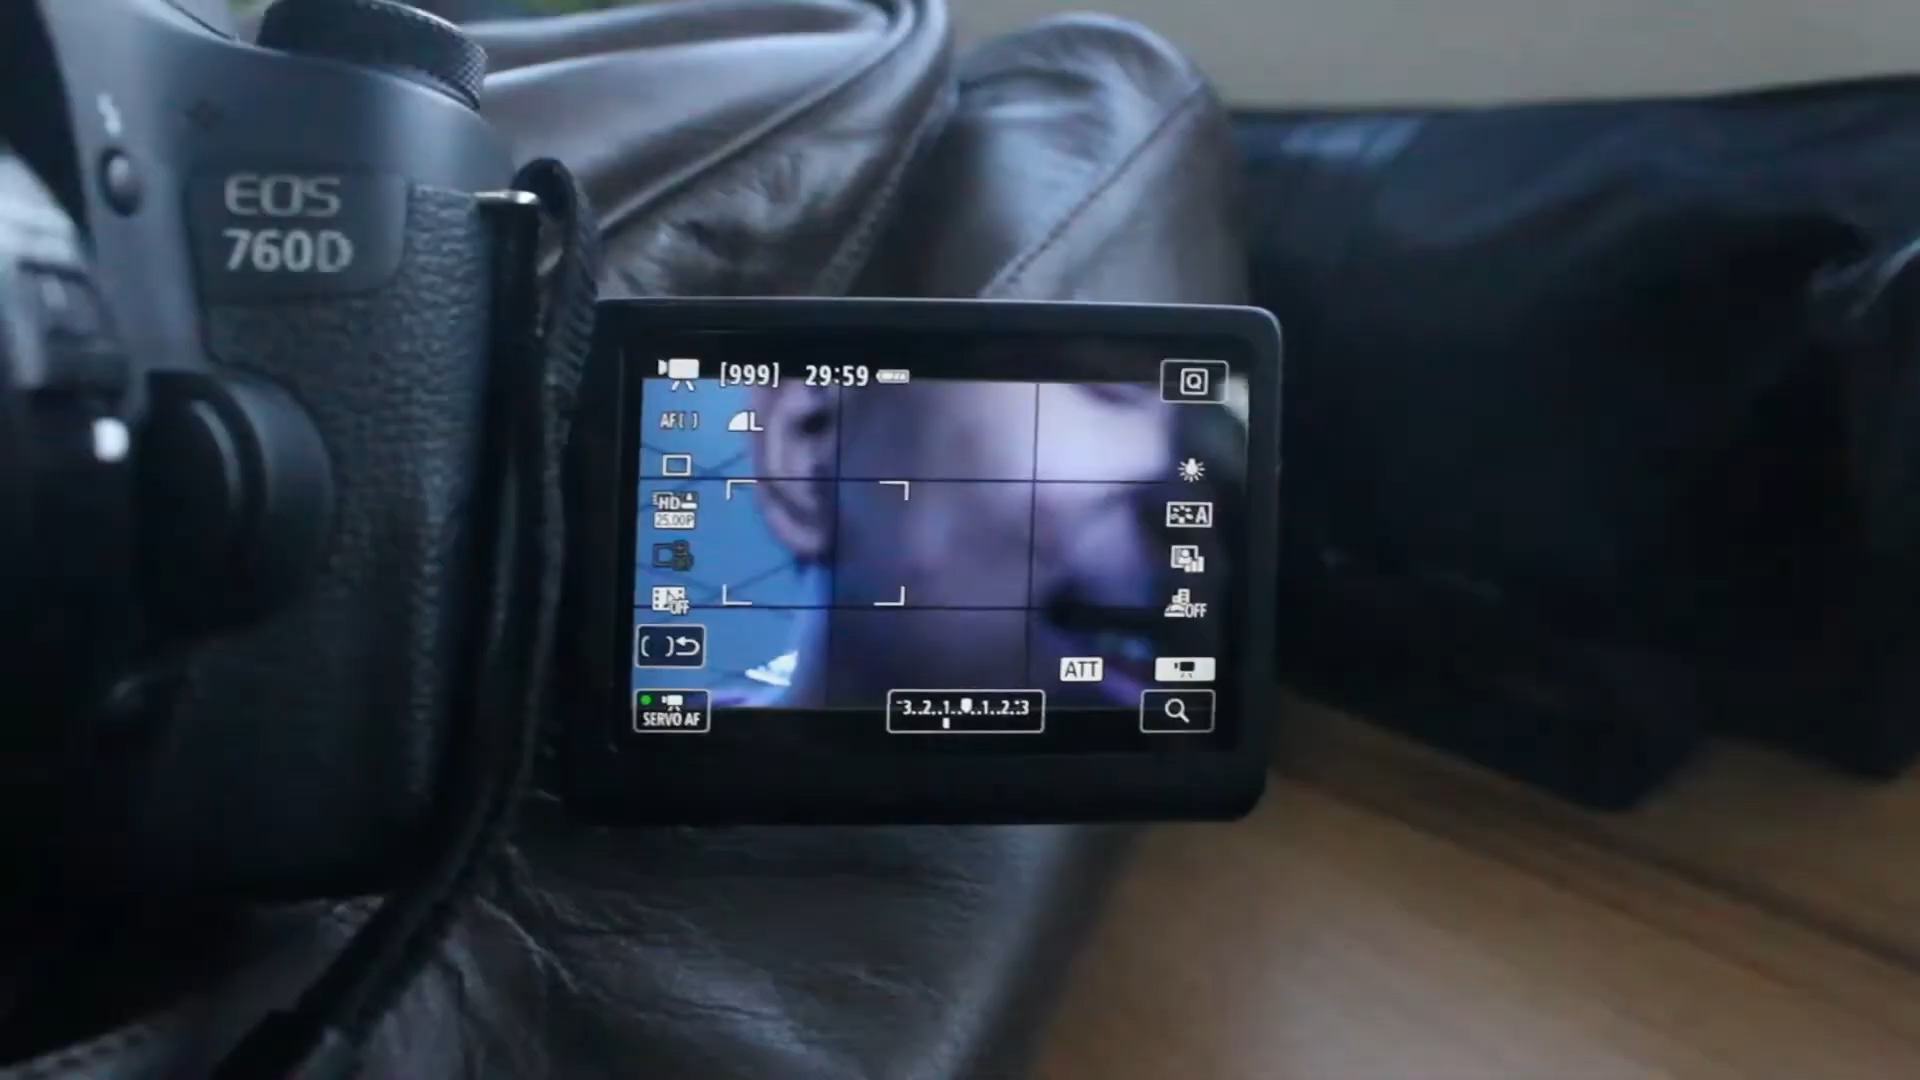 EOS
760D
[999] 29:59
Q
AF( )
L
HD
25.00P
A
OFF
OFF
ATT
SERVO AF
-3..2..1..0..1..2..:3